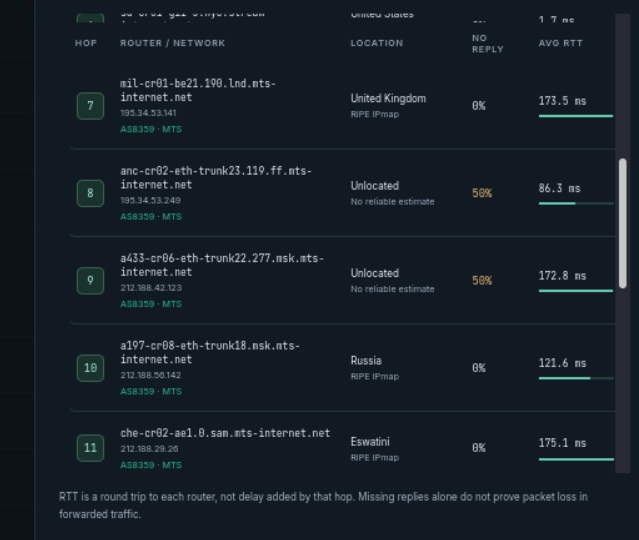 United States
1.7 ms
HOP ROUTER / NETWORK LOCATION NO REPLY AVG RTT
7
mil-cr01-be21.190.lnd.mts-
internet.net
195.34.53.141
AS8359 · MTS
United Kingdom
RIPE IPmap
0%
173.5 ms
8
anc-cr02-eth-trunk23.119.ff.mts-
internet.net
195.34.53.249
AS8359 · MTS
Unlocated
No reliable estimate
50%
86.3 ms
9
a433-cr06-eth-trunk22.277.msk.mts-
internet.net
212.188.42.123
AS8359 · MTS
Unlocated
No reliable estimate
50%
172.8 ms
10
a197-cr08-eth-trunk18.msk.mts-
internet.net
212.188.56.142
AS8359 · MTS
Russia
RIPE IPmap
0%
121.6 ms
11
che-cr02-ae1.0.sam.mts-internet.net
212.188.29.26
AS8359 · MTS
Eswatini
RIPE IPmap
0%
175.1 ms
RTT is a round trip to each router, not delay added by that hop. Missing replies alone do not prove packet loss in
forwarded traffic.